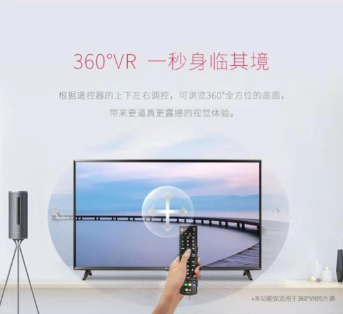 360°VR 一秒身临其境
根据遥控器的上下左右调控，可浏览360°全方位的画面，
带来更逼真更震撼的视觉体验。
•本功能仅适用于360°VR的片源